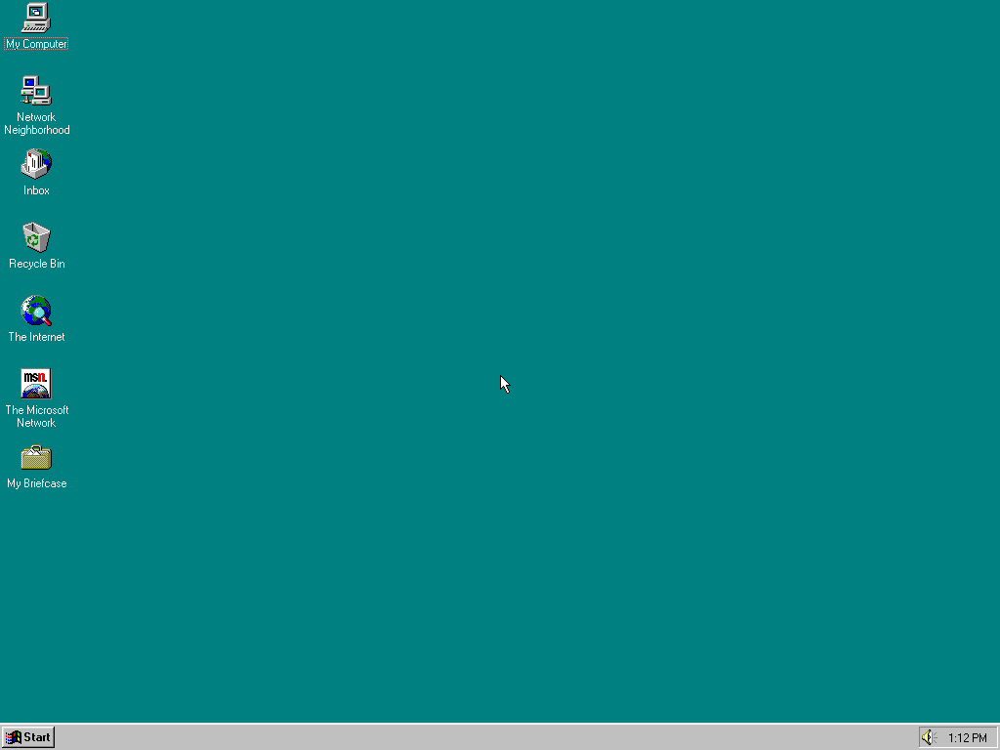 My Computer
Network
Neighborhood
Inbox
Recycle Bin
The Internet
msn.
The Microsoft
Network
My Briefcase
Start
1:12 PM